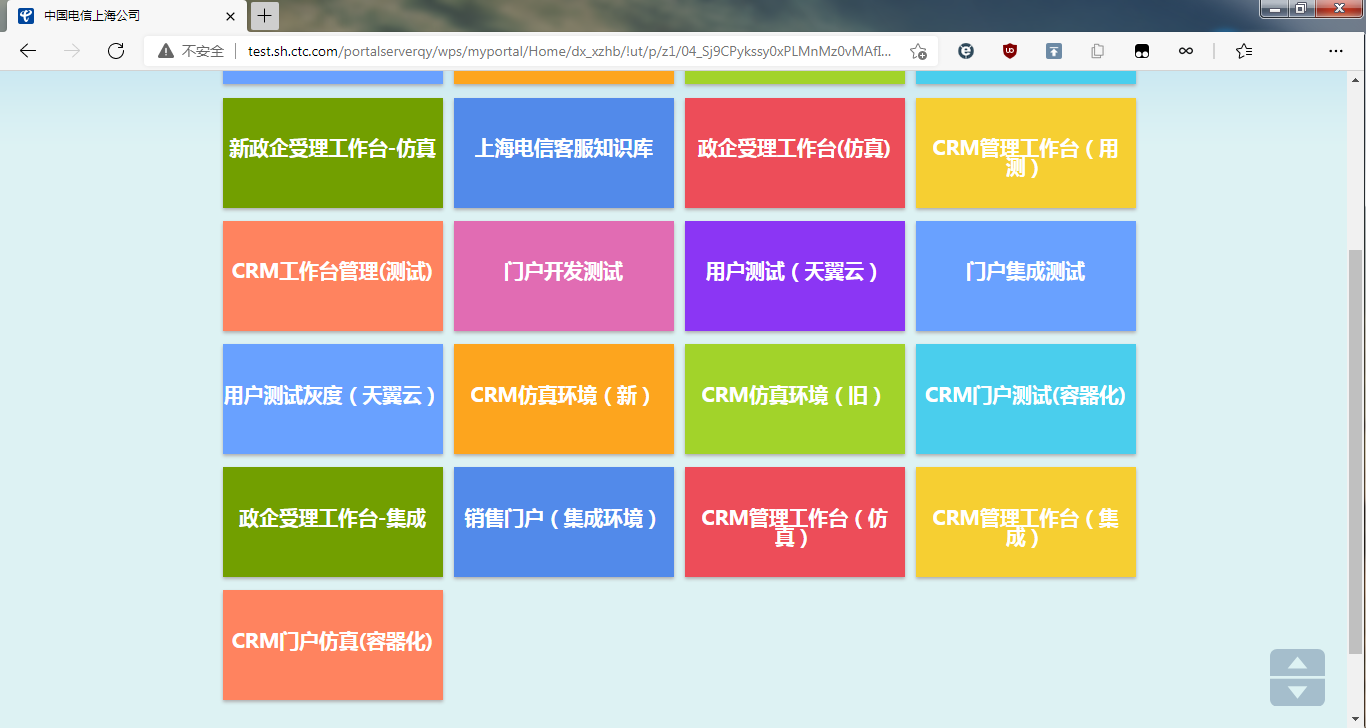 中国电信上海公司
不安全
test.sh.ctc.com/portalserverqy/wps/myportal/Home/dx_xzhb/!ut/p/z1/04_Sj9CPykssy0xPLMnMz0vMAfI...
新政企受理工作台-仿真
上海电信客服知识库
政企受理工作台(仿真)
CRM管理工作台（用
测）
CRM工作台管理(测试)
门户开发测试
用户测试（天翼云）
门户集成测试
用户测试灰度（天翼云）
CRM仿真环境（新）
CRM仿真环境（旧）
CRM门户测试(容器化)
政企受理工作台-集成
销售门户（集成环境）
CRM管理工作台（仿
真）
CRM管理工作台（集
成）
CRM门户仿真(容器化)